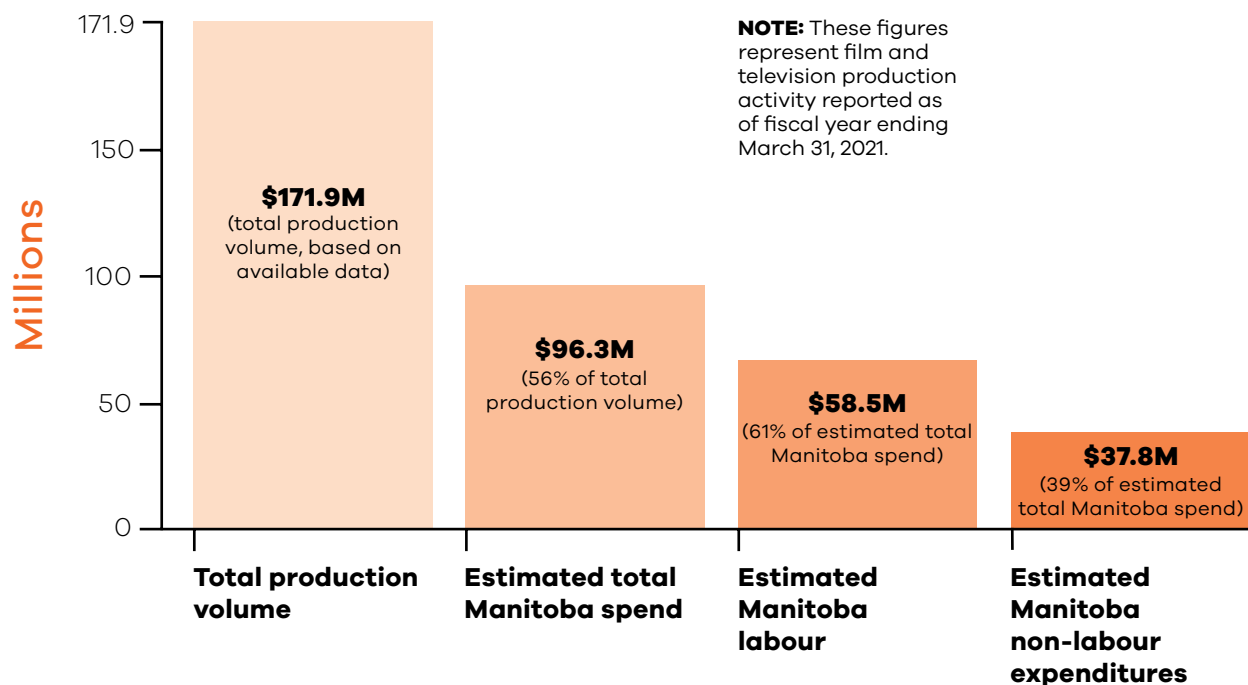 Millions
171.9
150
100
50
0
NOTE: These figures
represent film and
television production
activity reported as
of fiscal year ending
March 31, 2021.
$171.9M
(total production
volume, based on
available data)
$96.3M
(56% of total
production volume)
$58.5M
(61% of estimated total
Manitoba spend)
$37.8M
(39% of estimated
total Manitoba spend)
Total production
volume
Estimated total
Manitoba spend
Estimated
Manitoba
labour
Estimated
Manitoba
non-labour
expenditures